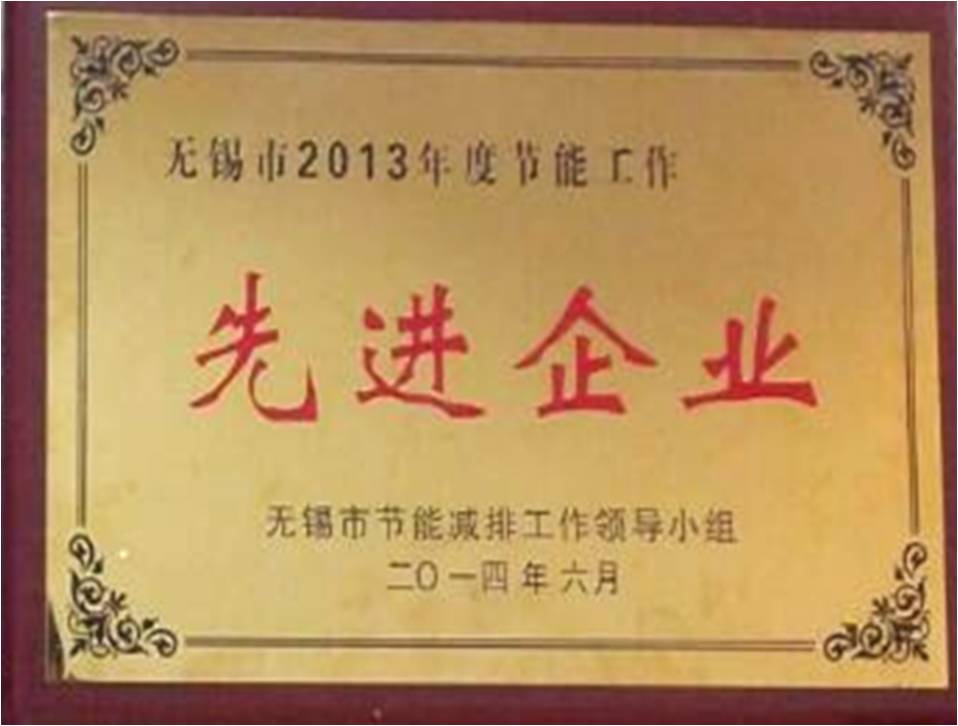 无锡市2013年度节能工作
先进企业
无锡市节能减排工作领导小组
二〇一四年六月